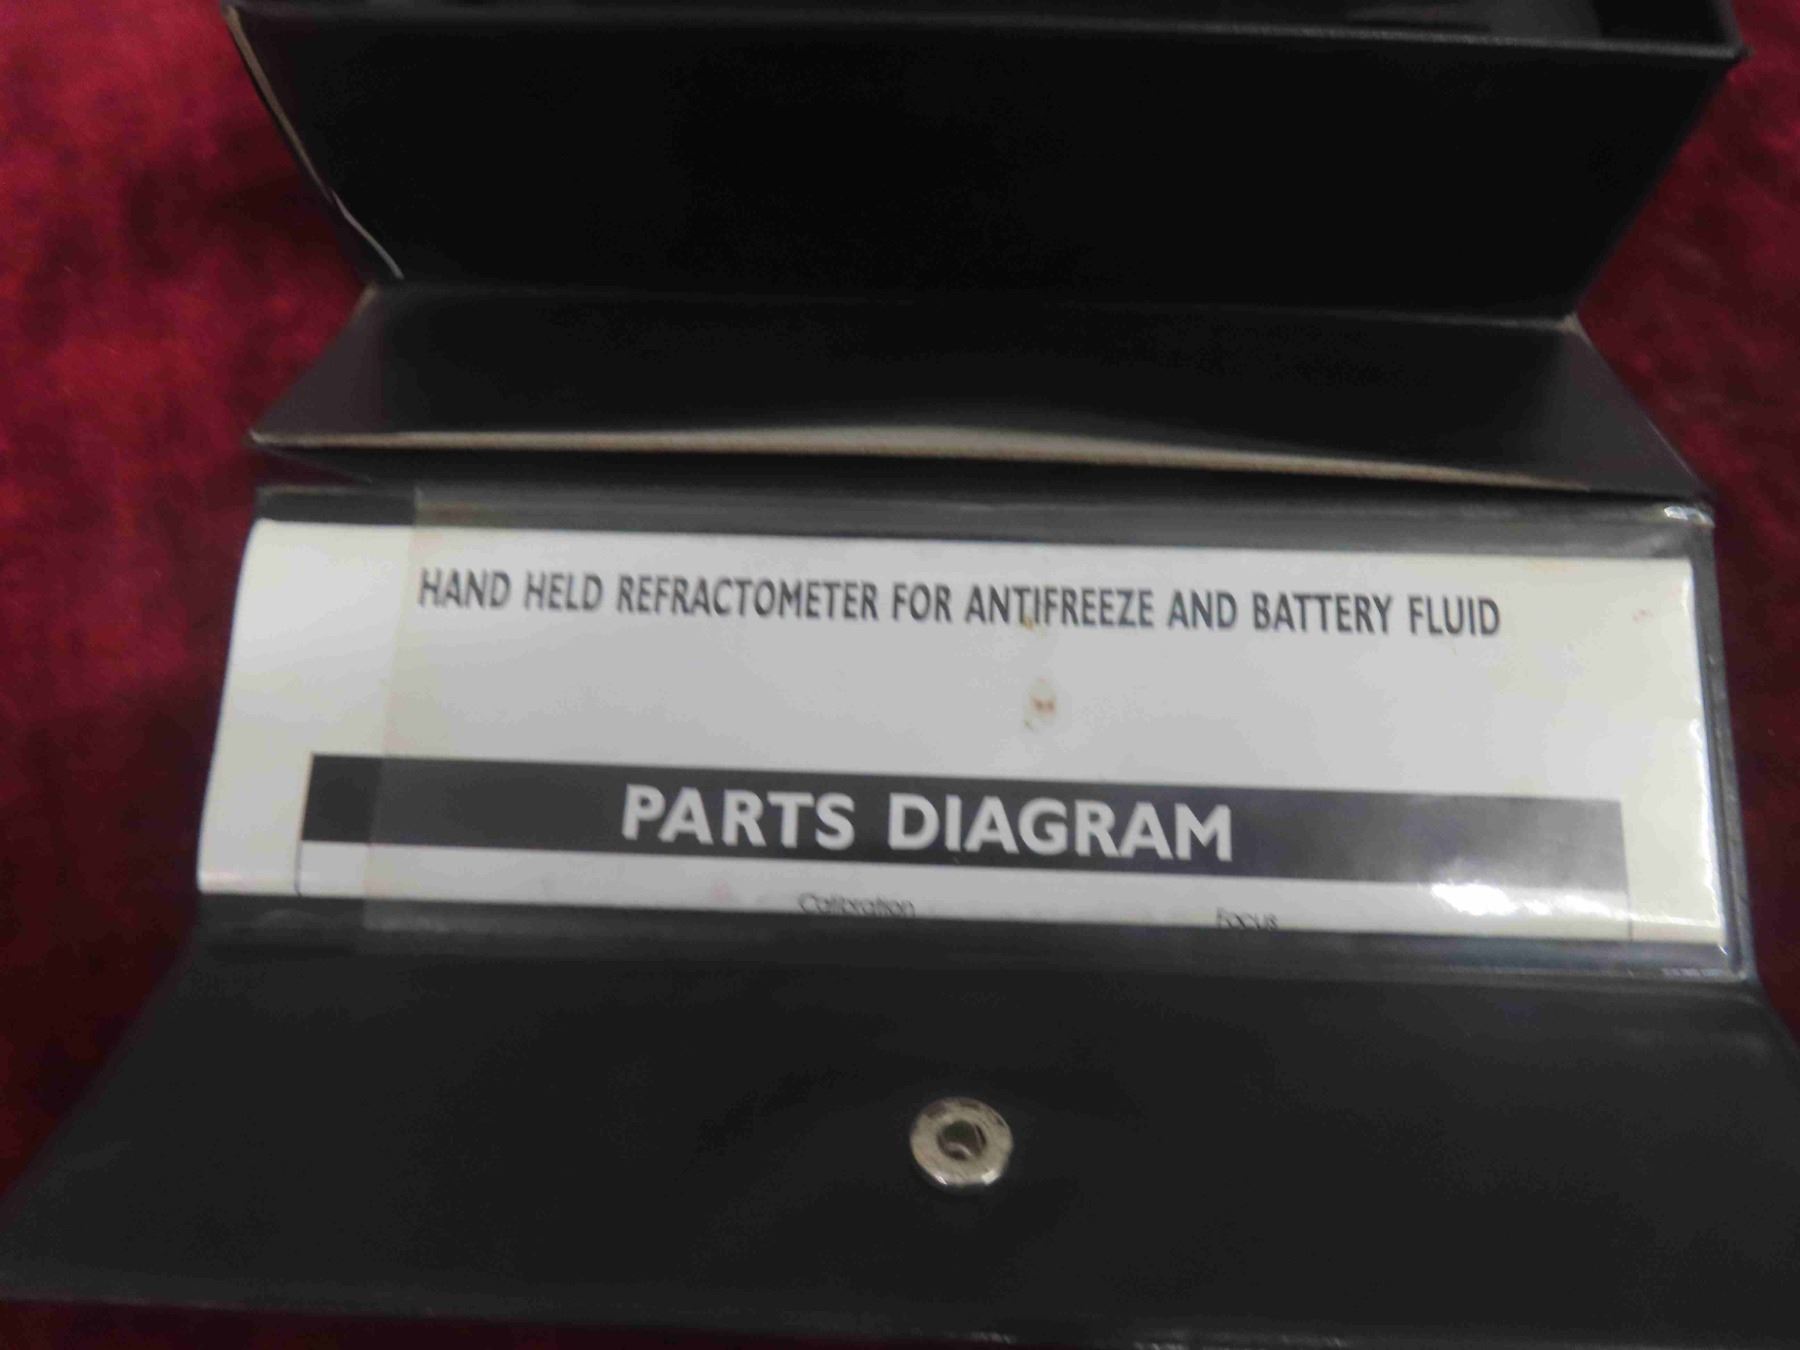 HAND HELD REFRACTOMETER FOR ANTIFREEZE AND BATTERY FLUID
PARTS DIAGRAM
Calibration
Focus